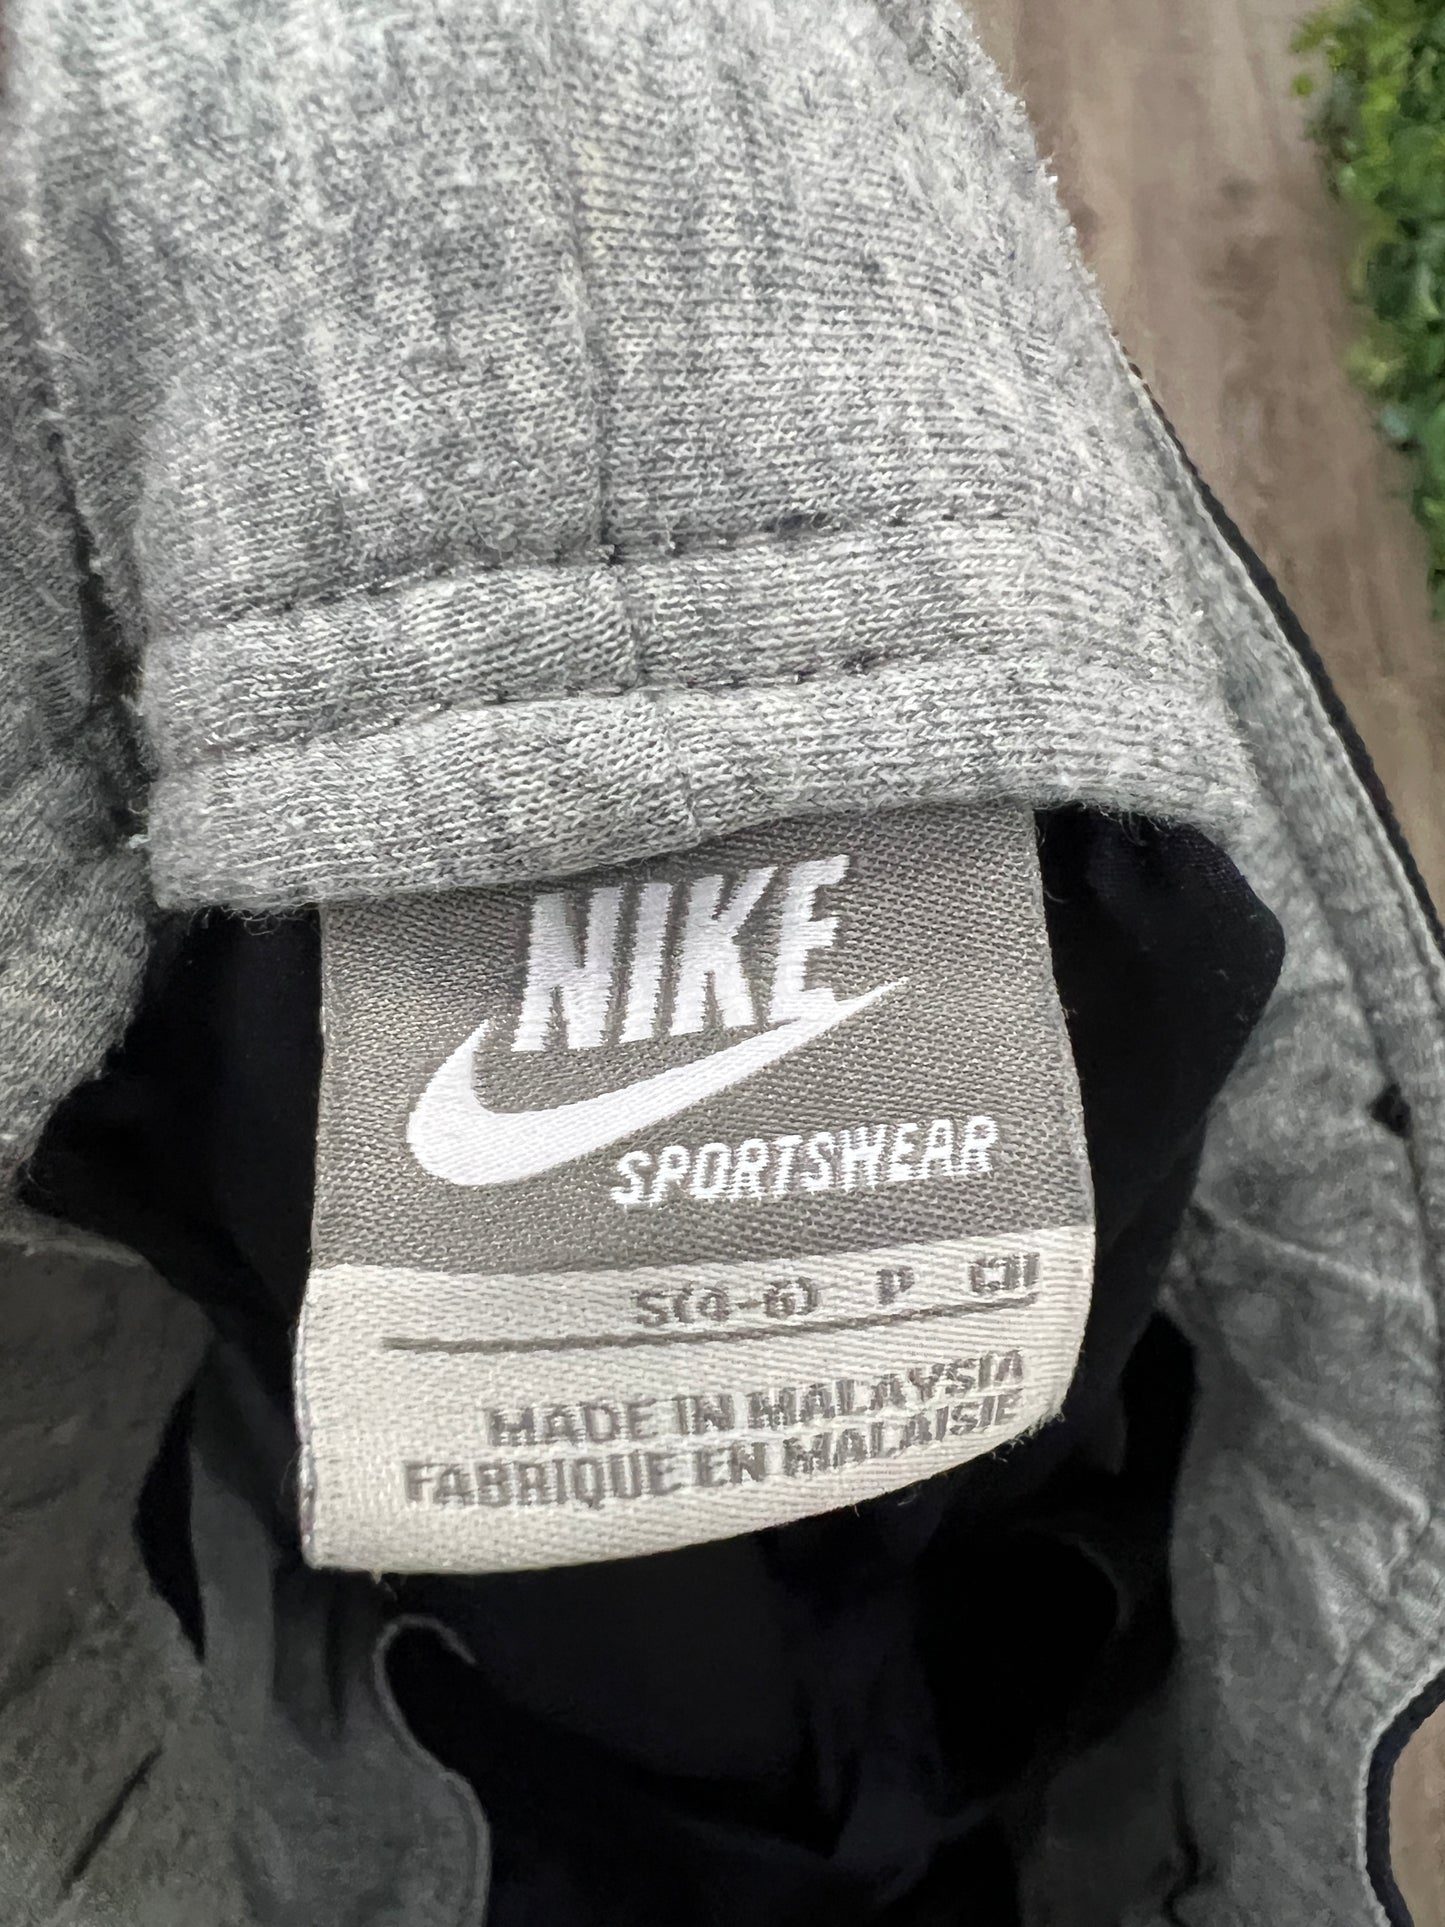 NIKE
SPORTSWEAR
S(4-6) P CH
MADE IN MALAYSIA
FABRIQUE EN MALAISIE